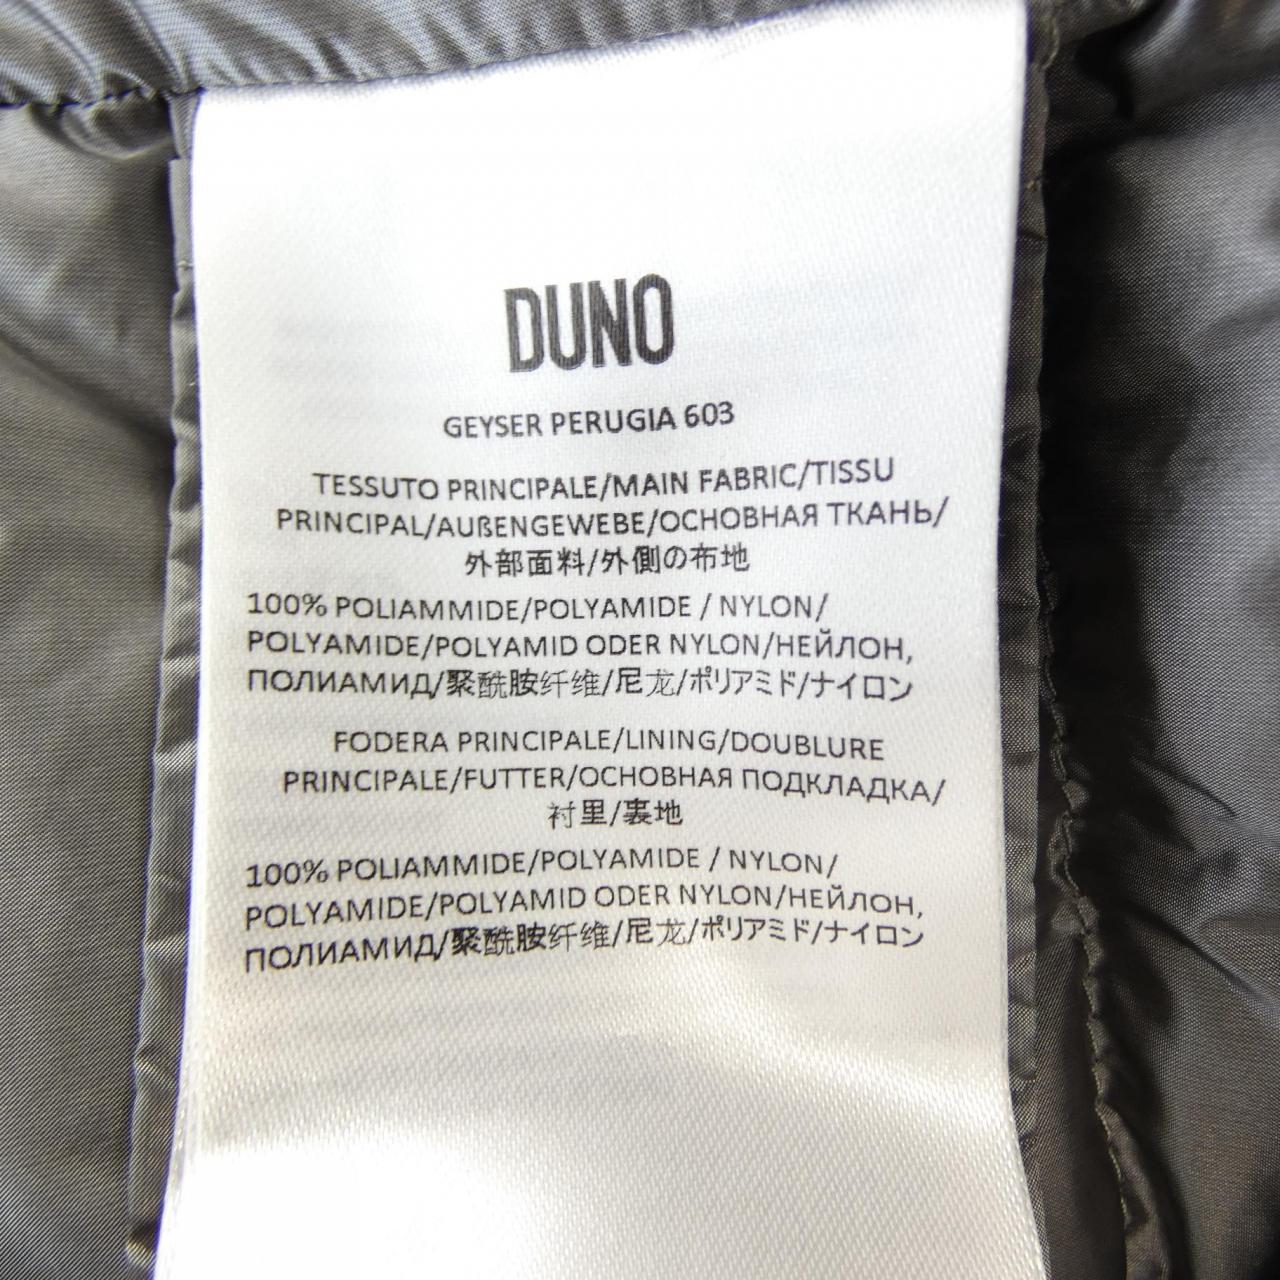 DUNO
GEYSER PERUGIA 603
TESSUTO PRINCIPALE/MAIN FABRIC/TISSU
PRINCIPAL/AUßENGEWEBE/ОСНОВНАЯ ТКАНЬ/
外部面料/外側の布地
100% POLIAMMIDE/POLYAMIDE / NYLON/
POLYAMIDE/POLYAMID ODER NYLON/НЕЙЛОН,
ПОЛИАМИД/聚酰胺纤维/尼龙/ポリアミド/ナイロン
FODERA PRINCIPALE/LINING/DOUBLURE
PRINCIPALE/FUTTER/ОСНОВНАЯ ПОДКЛАДКА/
衬里/裏地
100% POLIAMMIDE/POLYAMIDE / NYLON/
POLYAMIDE/POLYAMID ODER NYLON/НЕЙЛОН,
ПОЛИАМИД/聚酰胺纤维/尼龙/ポリアミド/ナイロン